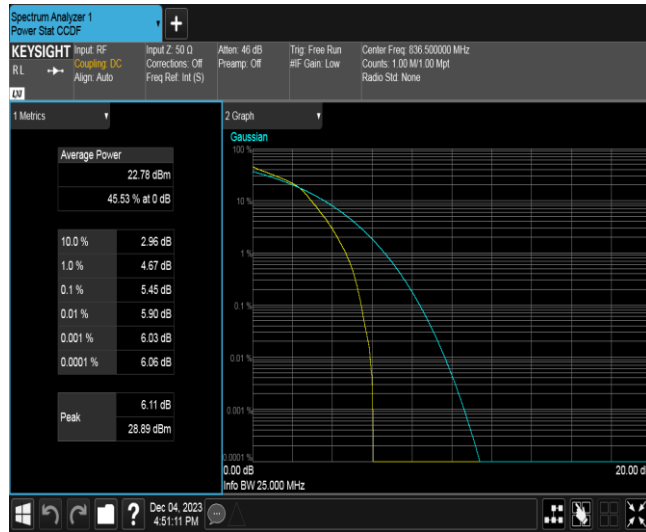 Spectrum Analyzer 1
Power Stat CCDF
+
KEYSIGHT
RL
LXI
Input: RF
Coupling: DC
Align: Auto
Input Z: 50 Ω
Corrections: Off
Freq Ref: Int (S)
Atten: 46 dB
Preamp: Off
Trig: Free Run
#IF Gain: Low
Center Freq: 836.500000 MHz
Counts: 1.00 M/1.00 Mpt
Radio Std: None
1 Metrics
Average Power
22.78 dBm
45.53 % at 0 dB
10.0 % 2.96 dB
1.0 % 4.67 dB
0.1 % 5.45 dB
0.01 % 5.90 dB
0.001 % 6.03 dB
0.0001 % 6.06 dB
Peak
6.11 dB
28.89 dBm
2 Graph
Gaussian
100 %
10 %
1 %
0.1 %
0.01 %
0.001 %
0.0001 %
0.00 dB
20.00 d
Info BW 25.000 MHz
?
Dec 04, 2023
4:51:11 PM